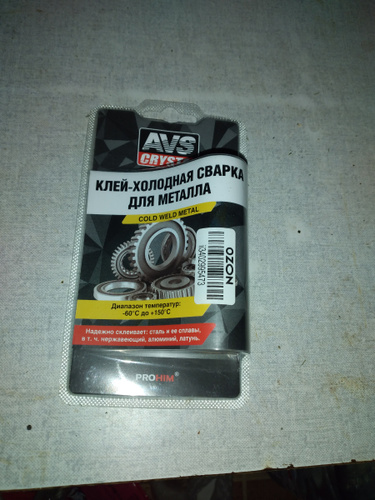 AVS
CRYST
КЛЕЙ-ХОЛОДНАЯ СВАРКА
ДЛЯ МЕТАЛЛА
COLD WELD METAL
OZON
Диапазон температур:
-60°C до +150°C
Надежно склеивает: сталь и ее сплавы,
в т. ч. нержавеющий, алюминий, латунь.
PROHIM